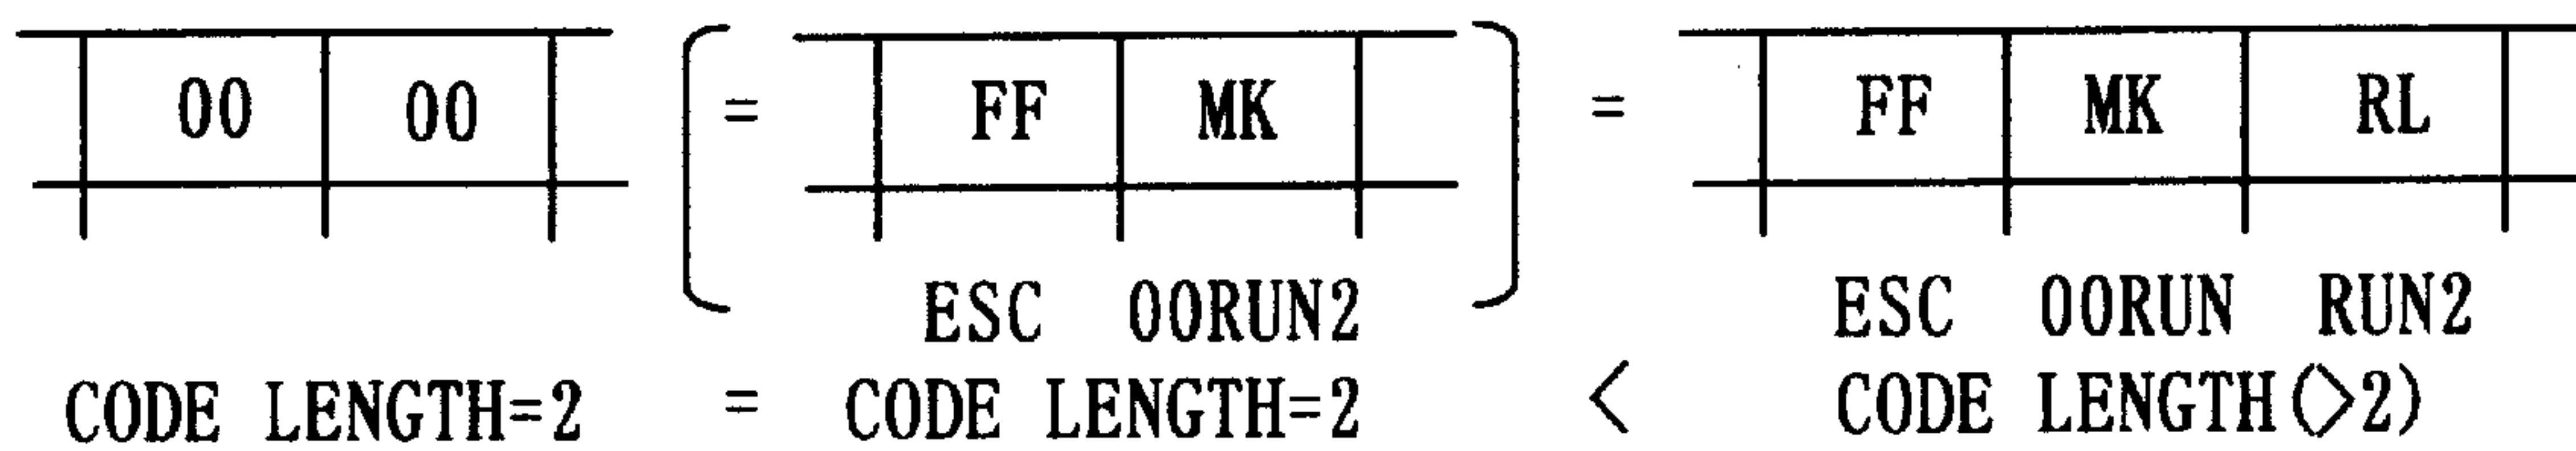 00 00 = FF MK = FF MK RL
ESC 00RUN2 ESC 00RUN RUN2
CODE LENGTH=2 = CODE LENGTH=2 < CODE LENGTH(>2)